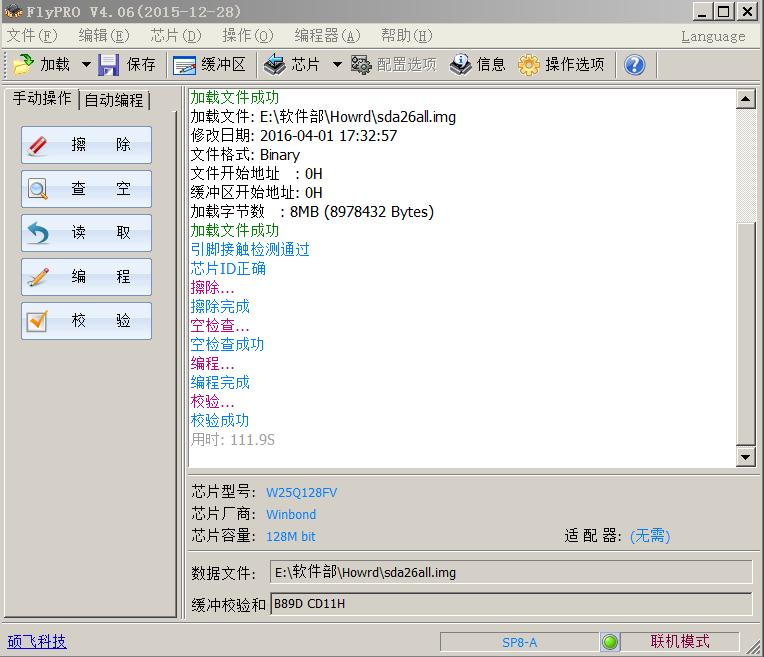 FlyPRO V4.06(2015-12-28)
文件(F) 编辑(E) 芯片(D) 操作(O) 编程器(A) 帮助(H) Language
加载 保存 缓冲区 芯片 配置选项 信息 操作选项
手动操作 自动编程
擦 除
查 空
读 取
编 程
校 验
加载文件成功
加载文件: E:\软件部\Howrd\sda26all.img
修改日期: 2016-04-01 17:32:57
文件格式: Binary
文件开始地址 : 0H
缓冲区开始地址: 0H
加载字节数 : 8MB (8978432 Bytes)
加载文件成功
引脚接触检测通过
芯片ID正确
擦除...
擦除完成
空检查...
空检查成功
编程...
编程完成
校验...
校验成功
用时: 111.9S
芯片型号: W25Q128FV
芯片厂商: Winbond
芯片容量: 128M bit 适 配 器: (无需)
数据文件: E:\软件部\Howrd\sda26all.img
缓冲校验和 B89D CD11H
硕飞科技 SP8-A 联机模式